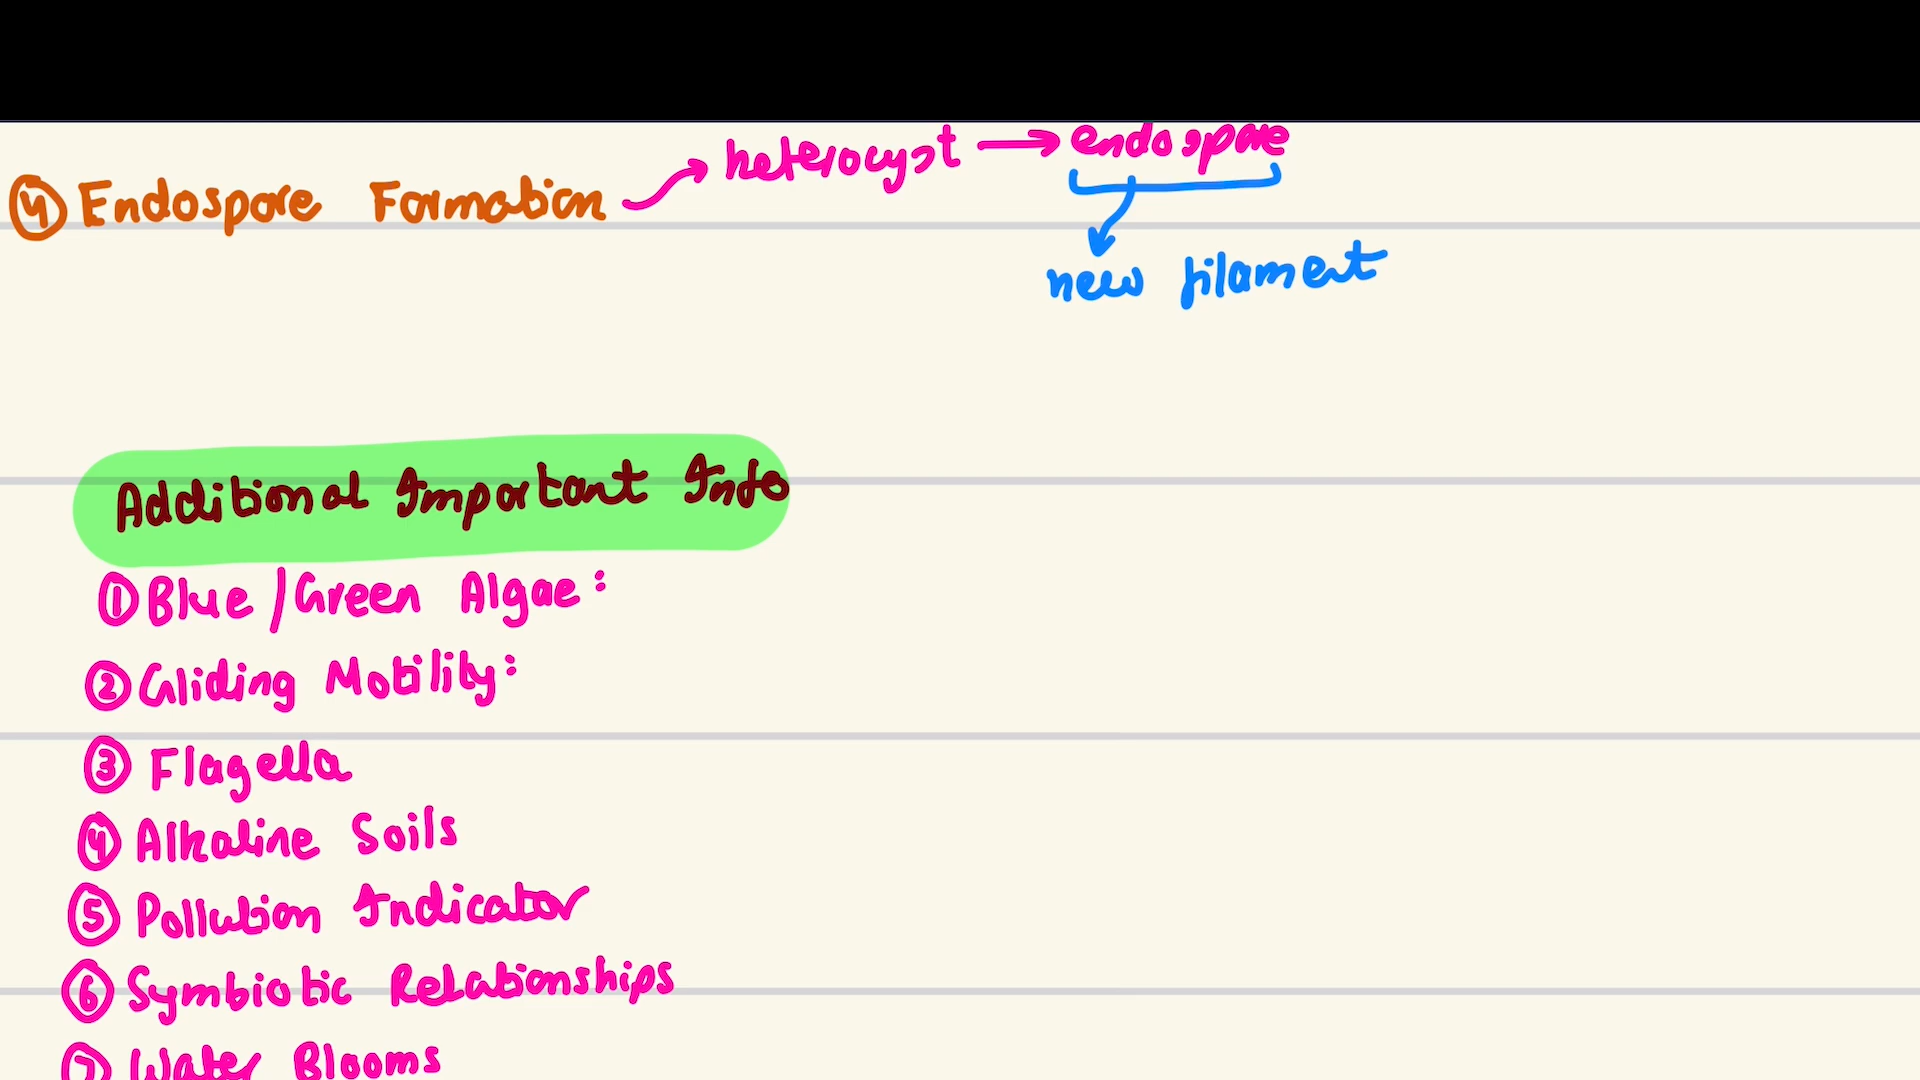 ④ Endospore Formation → heterocyst → endospore
new filament
Additional Important Info
① Blue/Green Algae:
② Gliding Motility:
③ Flagella
④ Alkaline Soils
⑤ Pollution Indicator
⑥ Symbiotic Relationships
⑦ Water Blooms